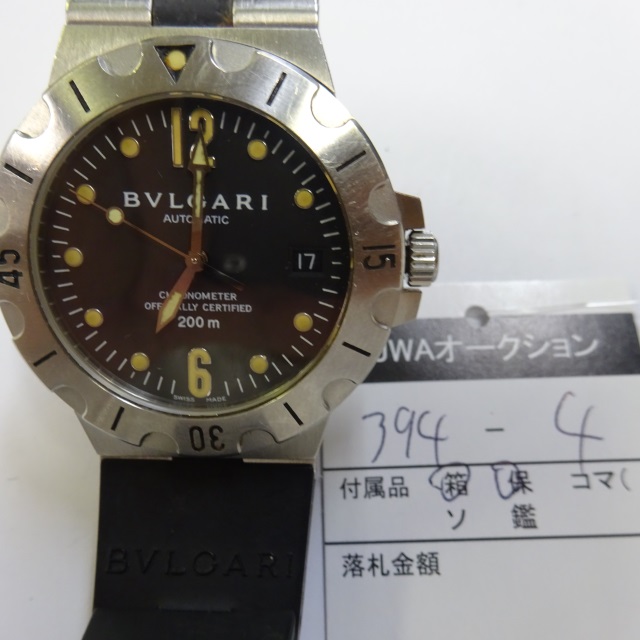 12
BVLGARI
AUTOMATIC
17
15
45
CHRONOMETER
OFFICIALLY CERTIFIED
200 m
6
SWISS MADE
30
BVLGARI
WAオークション
394 - 4
付属品 箱 保 コマ(
ソ 鑑
落札金額